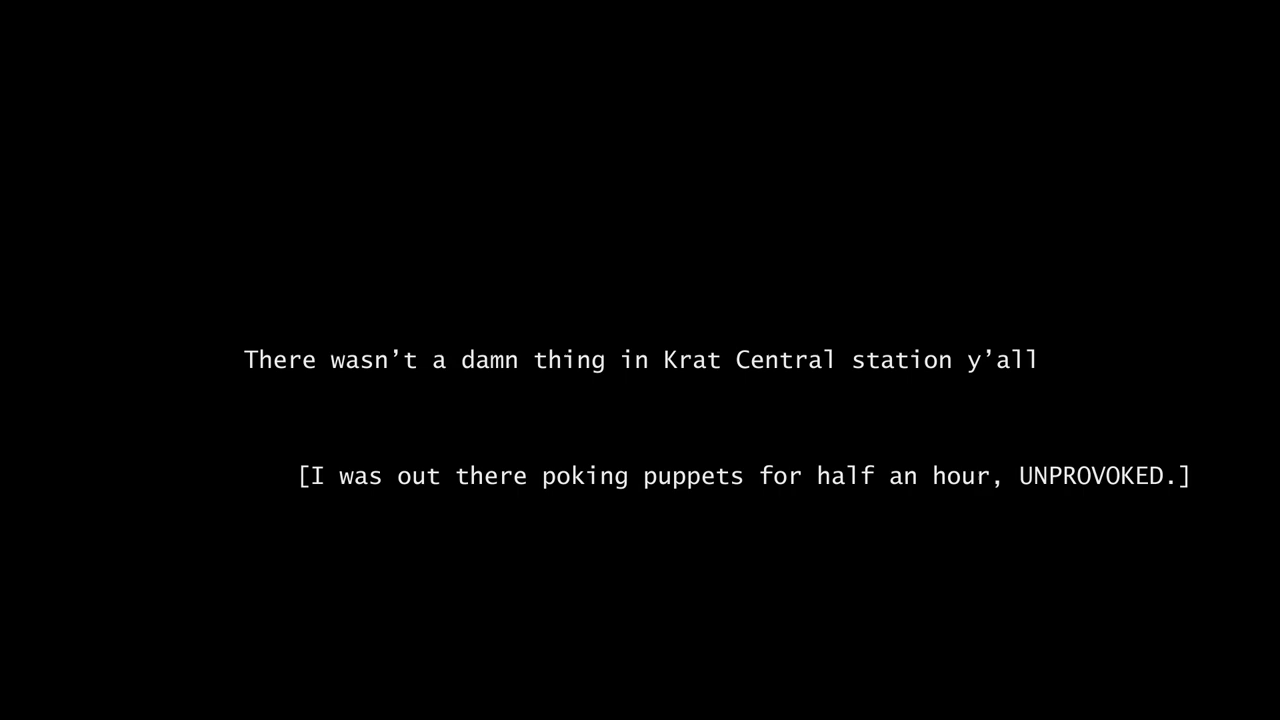 There wasn’t a damn thing in Krat Central station y’all
[I was out there poking puppets for half an hour, UNPROVOKED.]